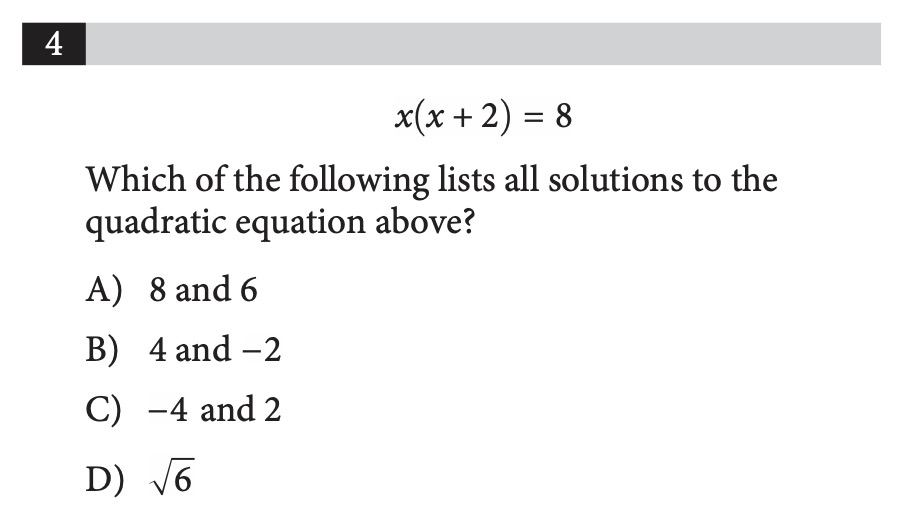 4
x(x + 2) = 8
Which of the following lists all solutions to the
quadratic equation above?
A) 8 and 6
B) 4 and −2
C) −4 and 2
D) √6